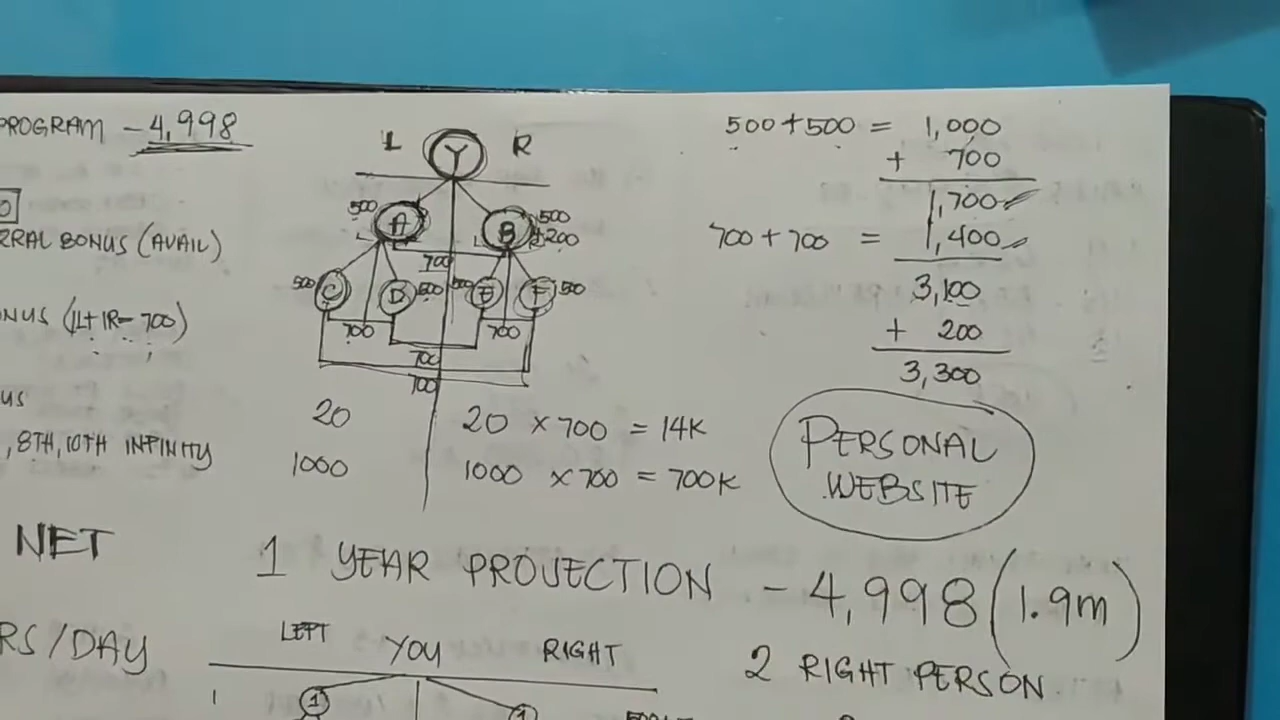 PROGRAM - 4,998
RRAL BONUS (AVAIL)
ONUS (1L+1R= 700)
US
, 8TH, 10TH INFINITY
L Y R
500 A B 500
+200
700
500 C D 500 500 E F 500
700 700
700
700
20 20 x 700 = 14K
1000 1000 x 700 = 700K
500+500 = 1,000
+ 700
1,700
700+700 = 1,400
3,100
+ 200
3,300
PERSONAL
WEBSITE
NET
1 YEAR PROJECTION - 4,998 (1.9m)
RS/DAY
LEFT YOU RIGHT
2 RIGHT PERSON
1 1 1